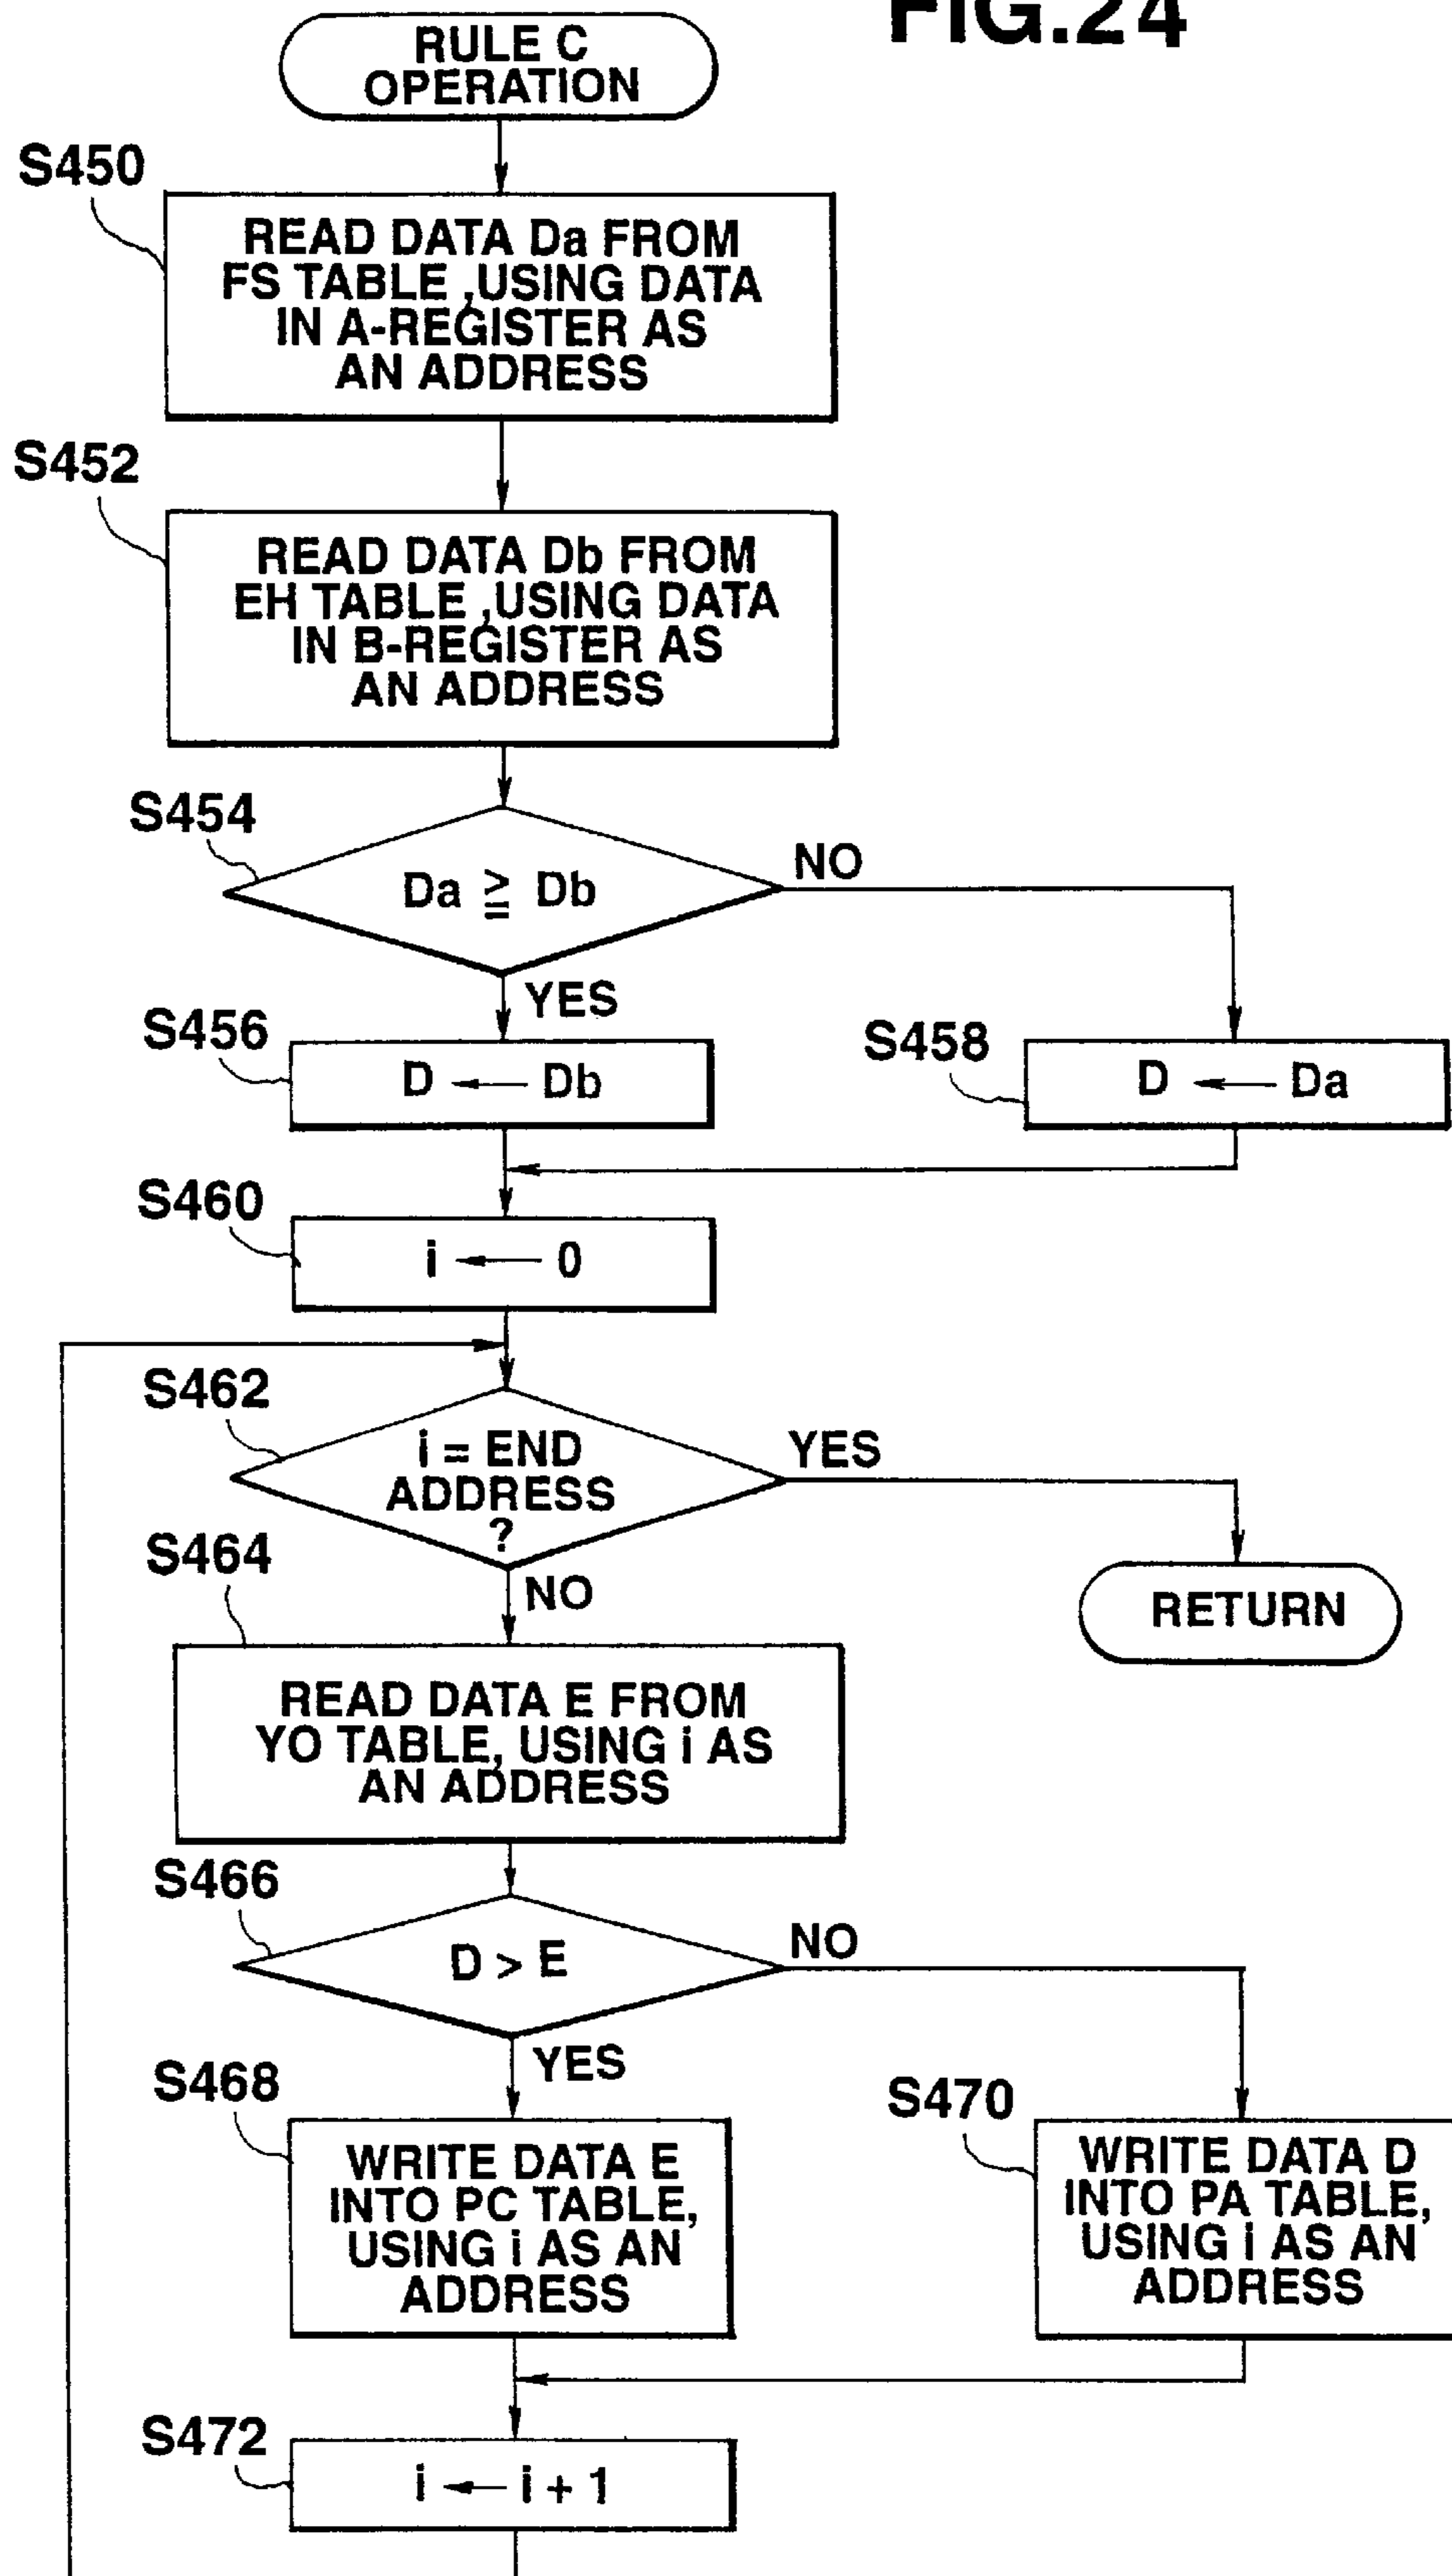 FIG.24
RULE C
OPERATION
S450
READ DATA Da FROM
FS TABLE ,USING DATA
IN A-REGISTER AS
AN ADDRESS
S452
READ DATA Db FROM
EH TABLE ,USING DATA
IN B-REGISTER AS
AN ADDRESS
S454
Da ≧ Db
NO
YES
S456
D ← Db
S458
D ← Da
S460
i ← 0
S462
i = END
ADDRESS
?
YES
NO
RETURN
S464
READ DATA E FROM
YO TABLE, USING i AS
AN ADDRESS
S466
D > E
NO
YES
S468
WRITE DATA E
INTO PC TABLE,
USING i AS AN
ADDRESS
S470
WRITE DATA D
INTO PA TABLE,
USING i AS AN
ADDRESS
S472
i ← i + 1